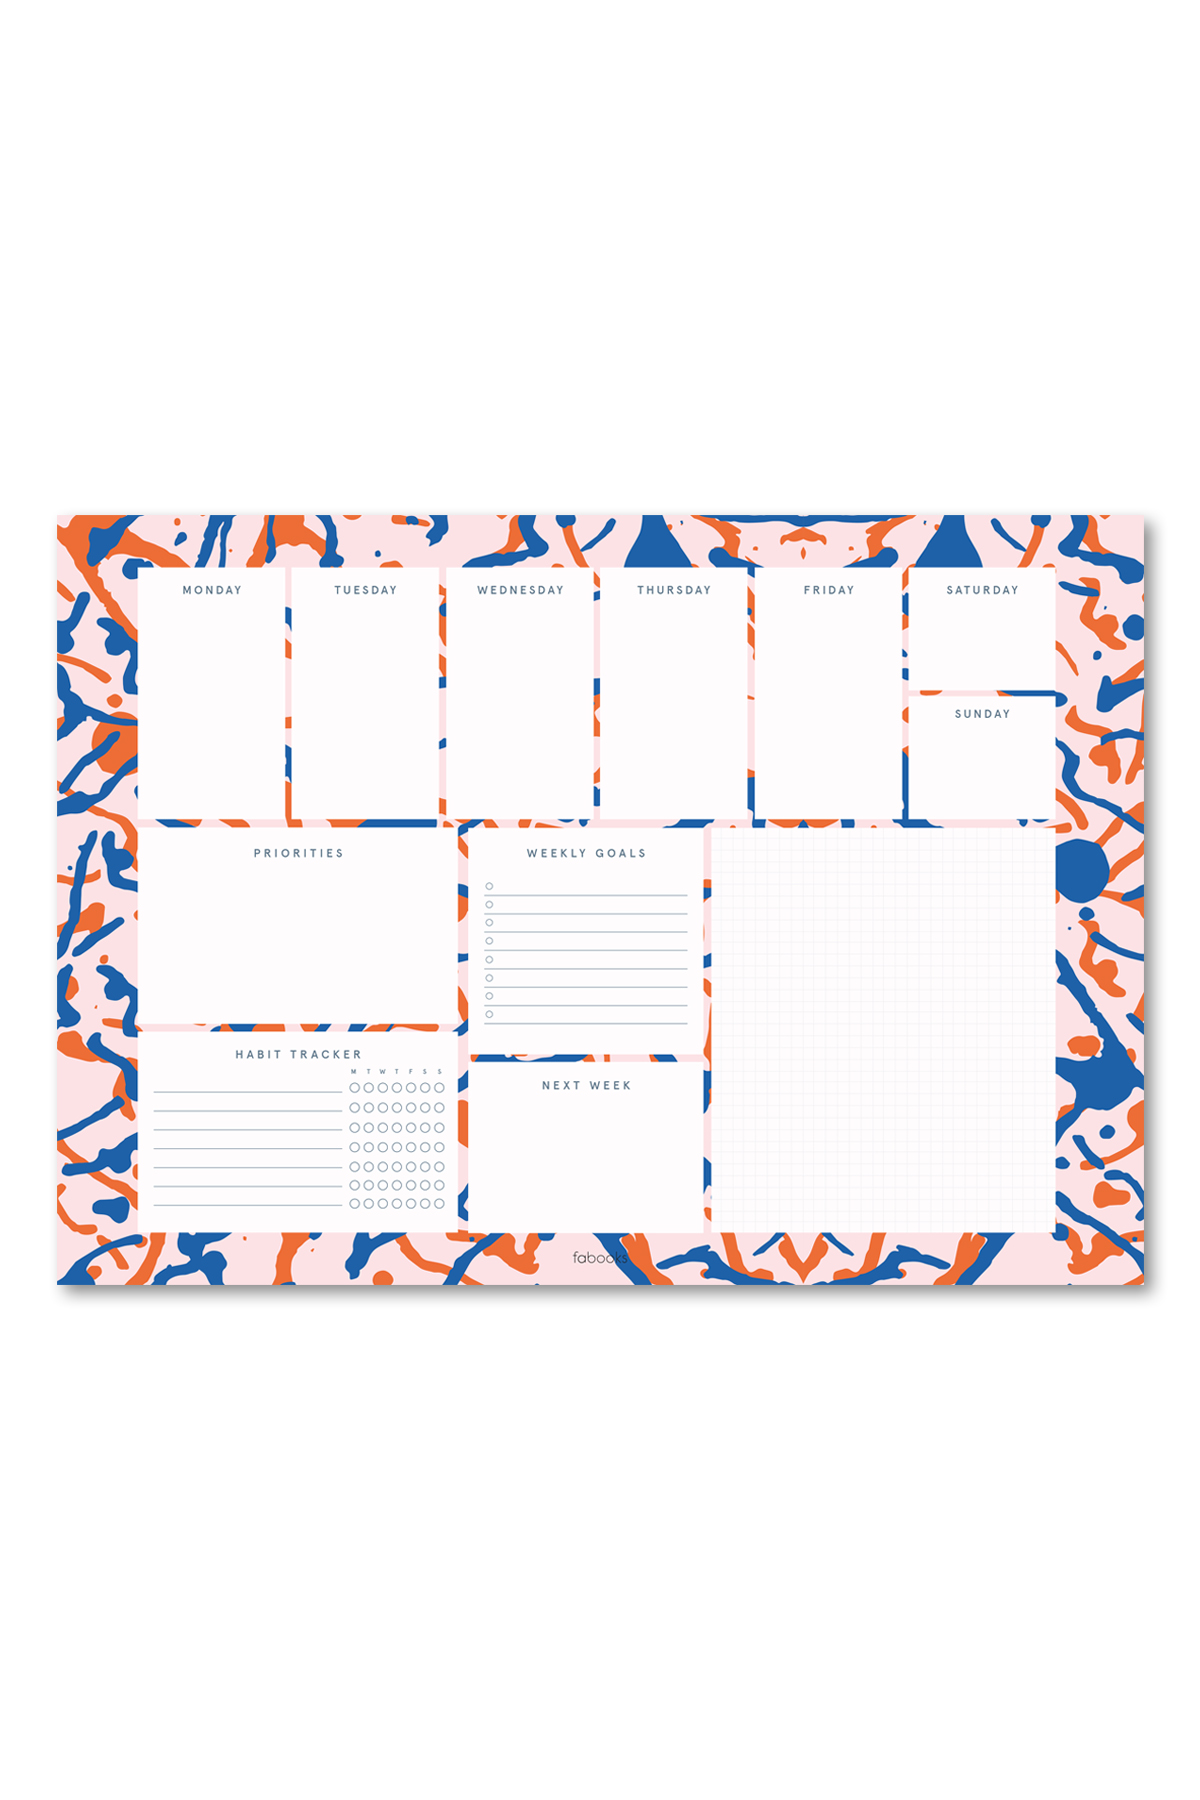 MONDAY
TUESDAY
WEDNESDAY
THURSDAY
FRIDAY
SATURDAY
SUNDAY
PRIORITIES
WEEKLY GOALS
HABIT TRACKER
M T W T F S S
NEXT WEEK
fabooks